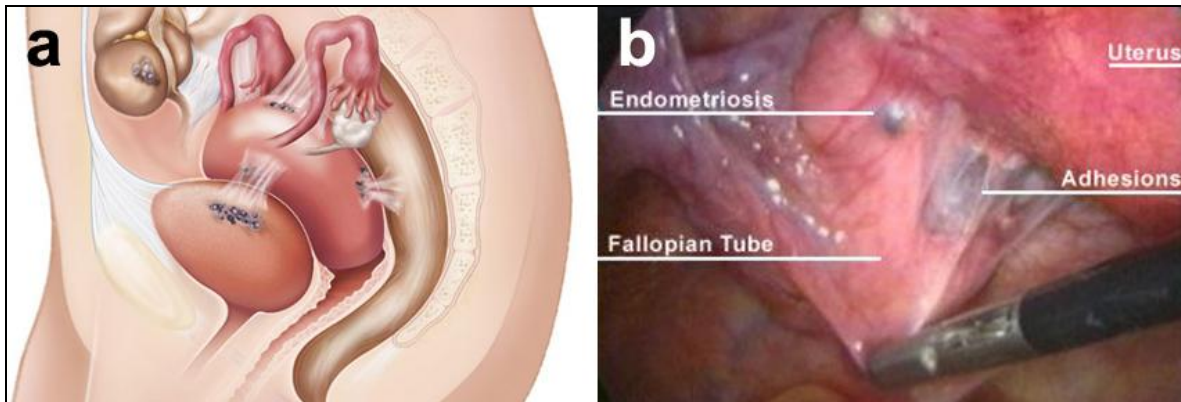 a
b
Uterus
Endometriosis
Adhesions
Fallopian Tube